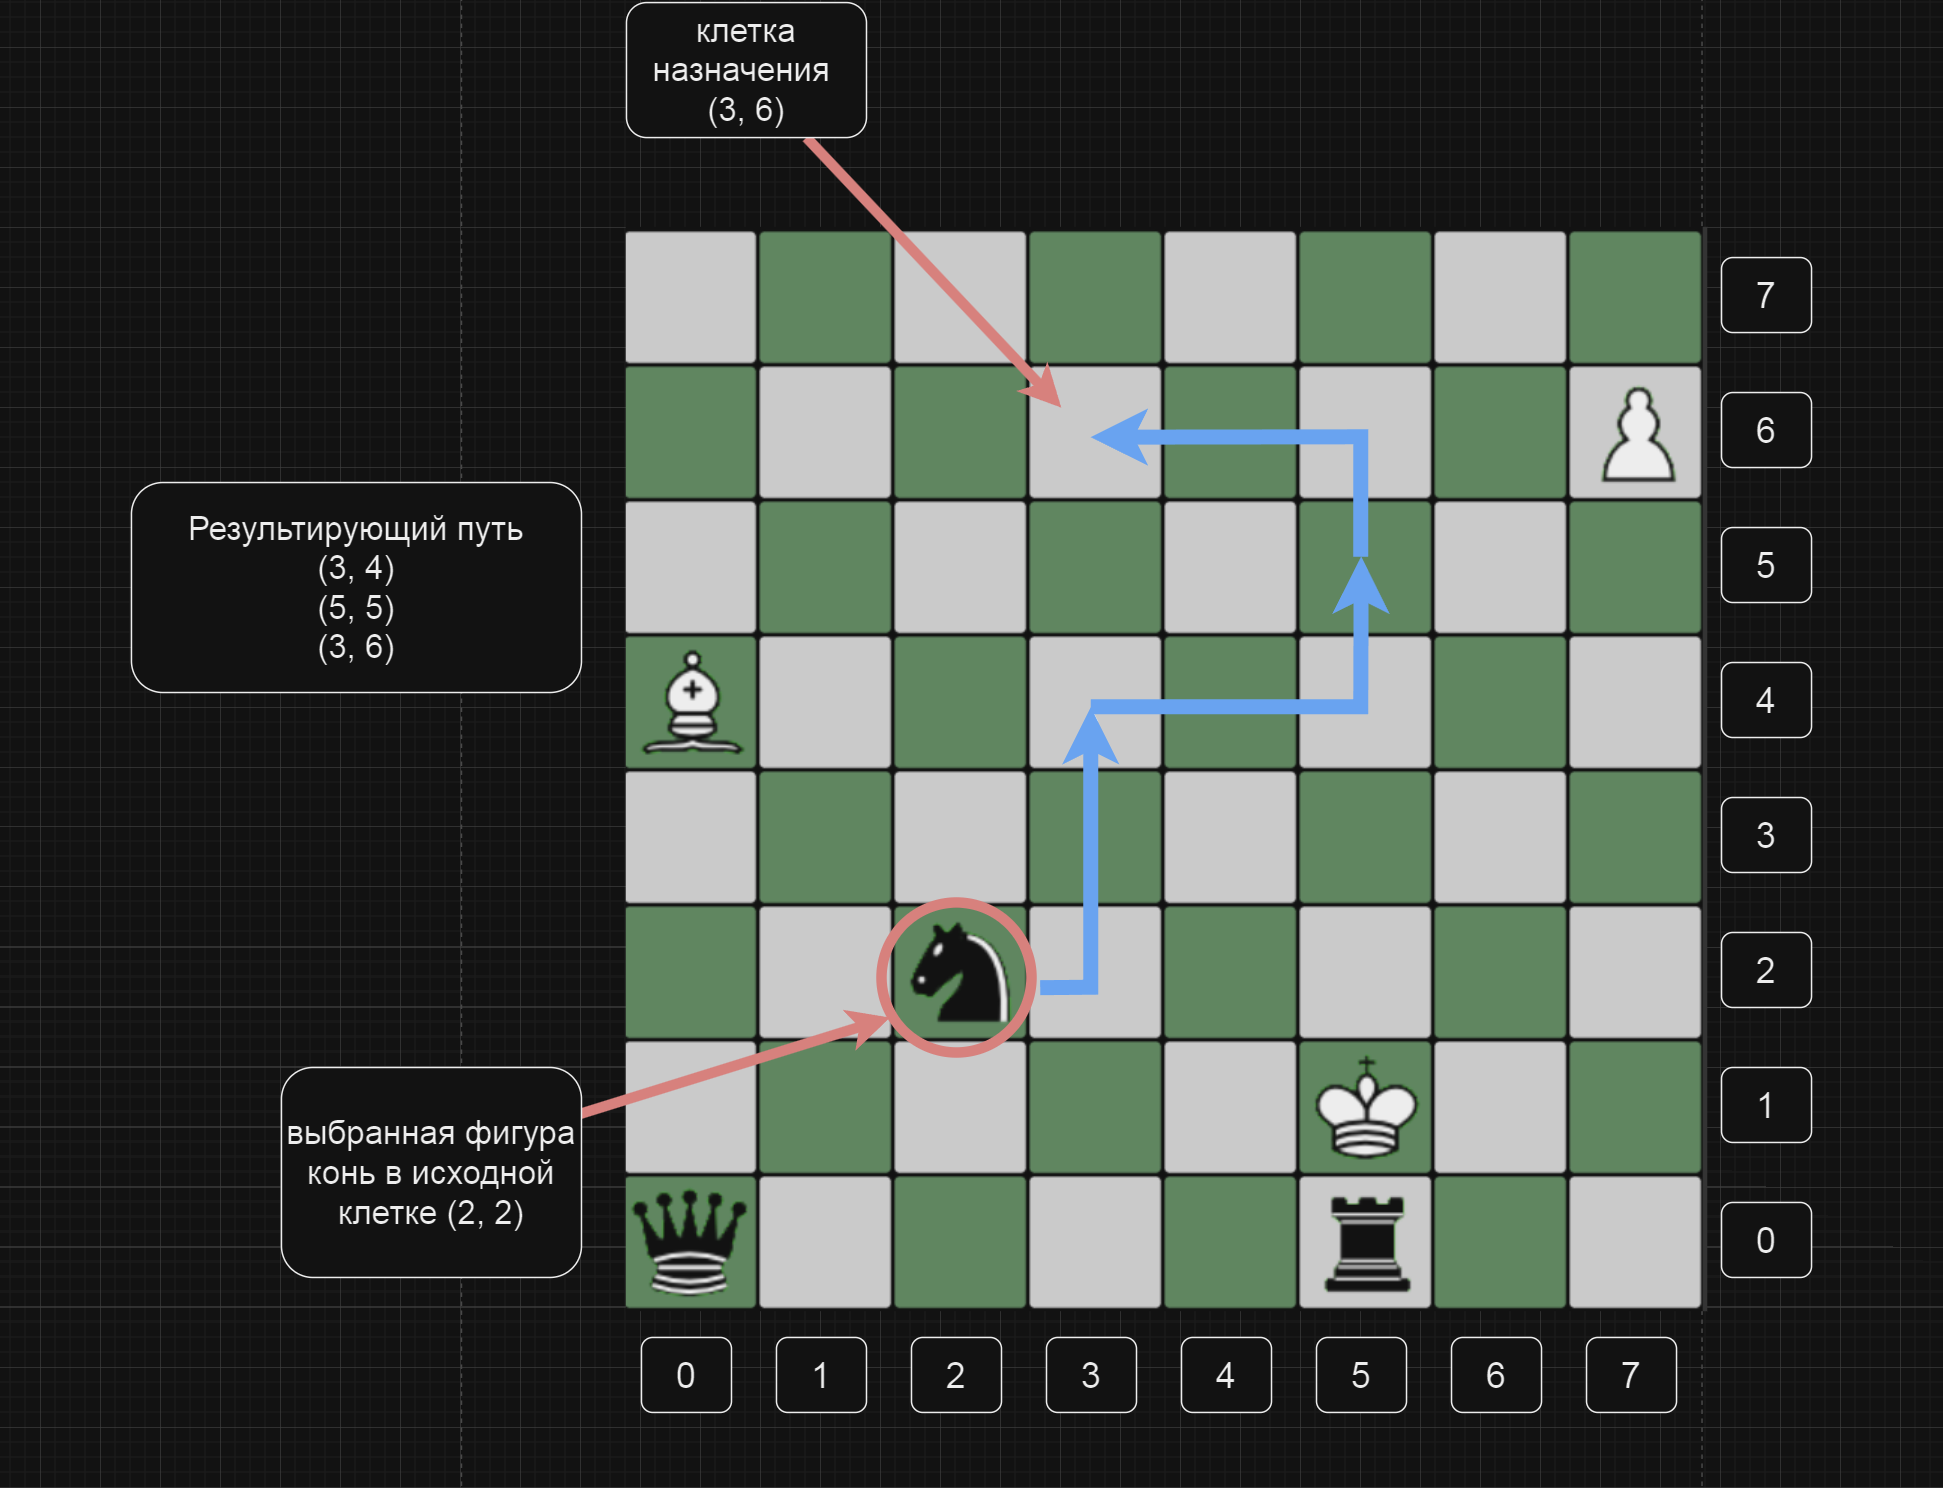 клетка
назначения
(3, 6)
Результирующий путь
(3, 4)
(5, 5)
(3, 6)
выбранная фигура
конь в исходной
клетке (2, 2)
7
6
5
4
3
2
1
0
0 1 2 3 4 5 6 7